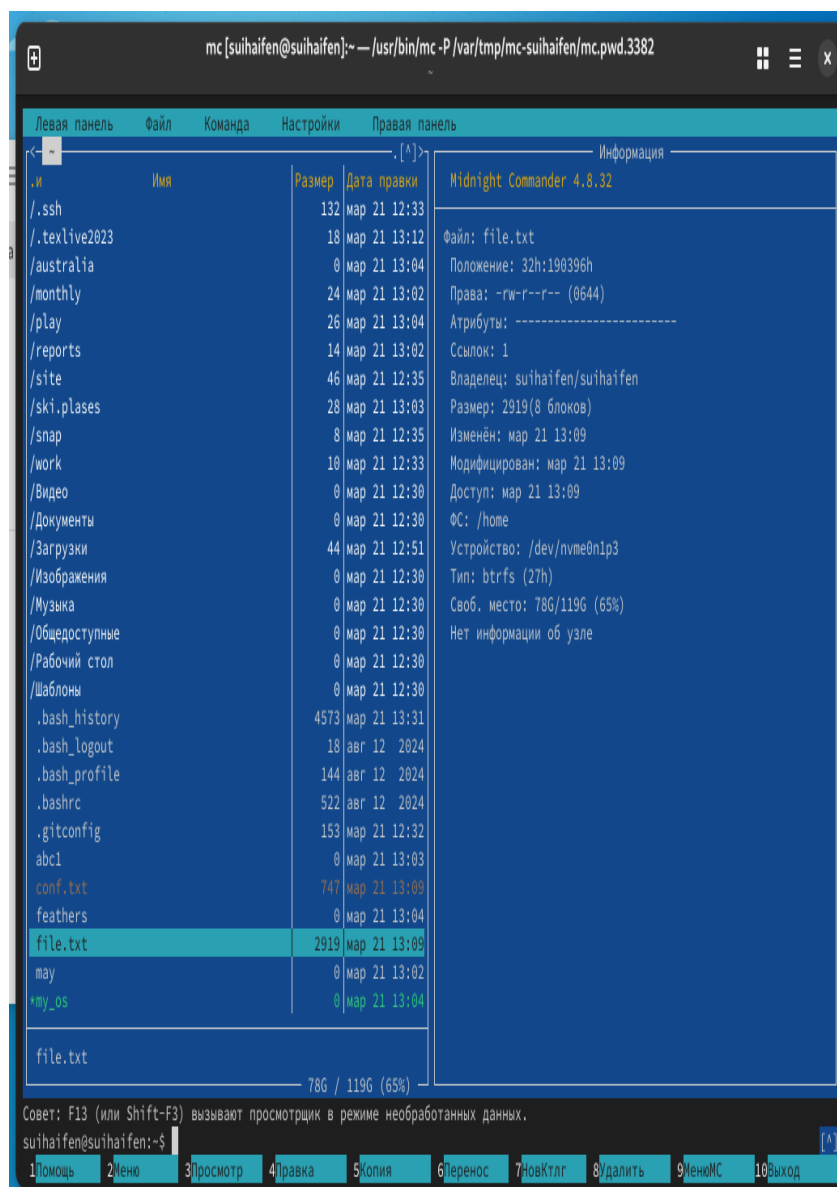 mc [suihaifen@suihaifen]:~ — /usr/bin/mc -P /var/tmp/mc-suihaifen/mc.pwd.3382
~
Левая панель Файл Команда Настройки Правая панель
<─ ~ .[^]> Информация
.и Имя Размер Дата правки Midnight Commander 4.8.32
/.ssh 132 мар 21 12:33
/.texlive2023 18 мар 21 13:12 Файл: file.txt
/australia 0 мар 21 13:04 Положение: 32h:190396h
/monthly 24 мар 21 13:02 Права: -rw-r--r-- (0644)
/play 26 мар 21 13:04 Атрибуты: -------------------------
/reports 14 мар 21 13:02 Ссылок: 1
/site 46 мар 21 12:35 Владелец: suihaifen/suihaifen
/ski.plases 28 мар 21 13:03 Размер: 2919(8 блоков)
/snap 8 мар 21 12:35 Изменён: мар 21 13:09
/work 10 мар 21 12:33 Модифицирован: мар 21 13:09
/Видео 0 мар 21 12:30 Доступ: мар 21 13:09
/Документы 0 мар 21 12:30 ФС: /home
/Загрузки 44 мар 21 12:51 Устройство: /dev/nvme0n1p3
/Изображения 0 мар 21 12:30 Тип: btrfs (27h)
/Музыка 0 мар 21 12:30 Своб. место: 78G/119G (65%)
/Общедоступные 0 мар 21 12:30 Нет информации об узле
/Рабочий стол 0 мар 21 12:30
/Шаблоны 0 мар 21 12:30
.bash_history 4573 мар 21 13:31
.bash_logout 18 авг 12 2024
.bash_profile 144 авг 12 2024
.bashrc 522 авг 12 2024
.gitconfig 153 мар 21 12:32
abc1 0 мар 21 13:03
conf.txt 747 мар 21 13:09
feathers 0 мар 21 13:04
file.txt 2919 мар 21 13:09
may 0 мар 21 13:02
*my_os 0 мар 21 13:04
file.txt
78G / 119G (65%)
Совет: F13 (или Shift-F3) вызывают просмотрщик в режиме необработанных данных.
suihaifen@suihaifen:~$ [^]
1Помощь 2Меню 3Просмотр 4Правка 5Копия 6Перенос 7НовКтлг 8Удалить 9МенюMC 10Выход